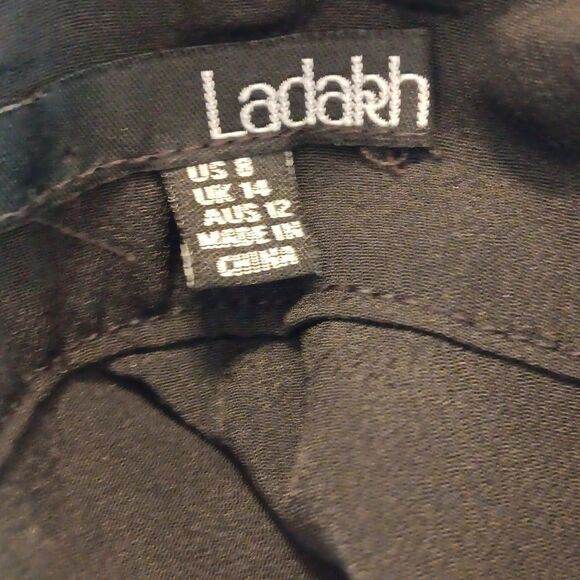 Ladakh
US 8
UK 14
AUS 12
MADE IN
CHINA